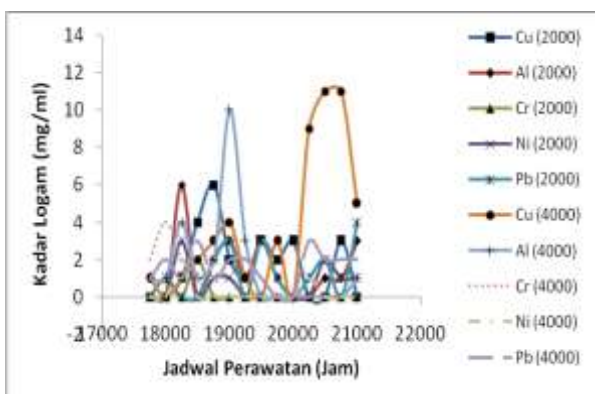 14
12
10
8
6
4
2
0
-2
Kadar Logam (mg/ml)
17000 18000 19000 20000 21000 22000
Jadwal Perawatan (Jam)
Cu (2000)
Al (2000)
Cr (2000)
Ni (2000)
Pb (2000)
Cu (4000)
Al (4000)
Cr (4000)
Ni (4000)
Pb (4000)